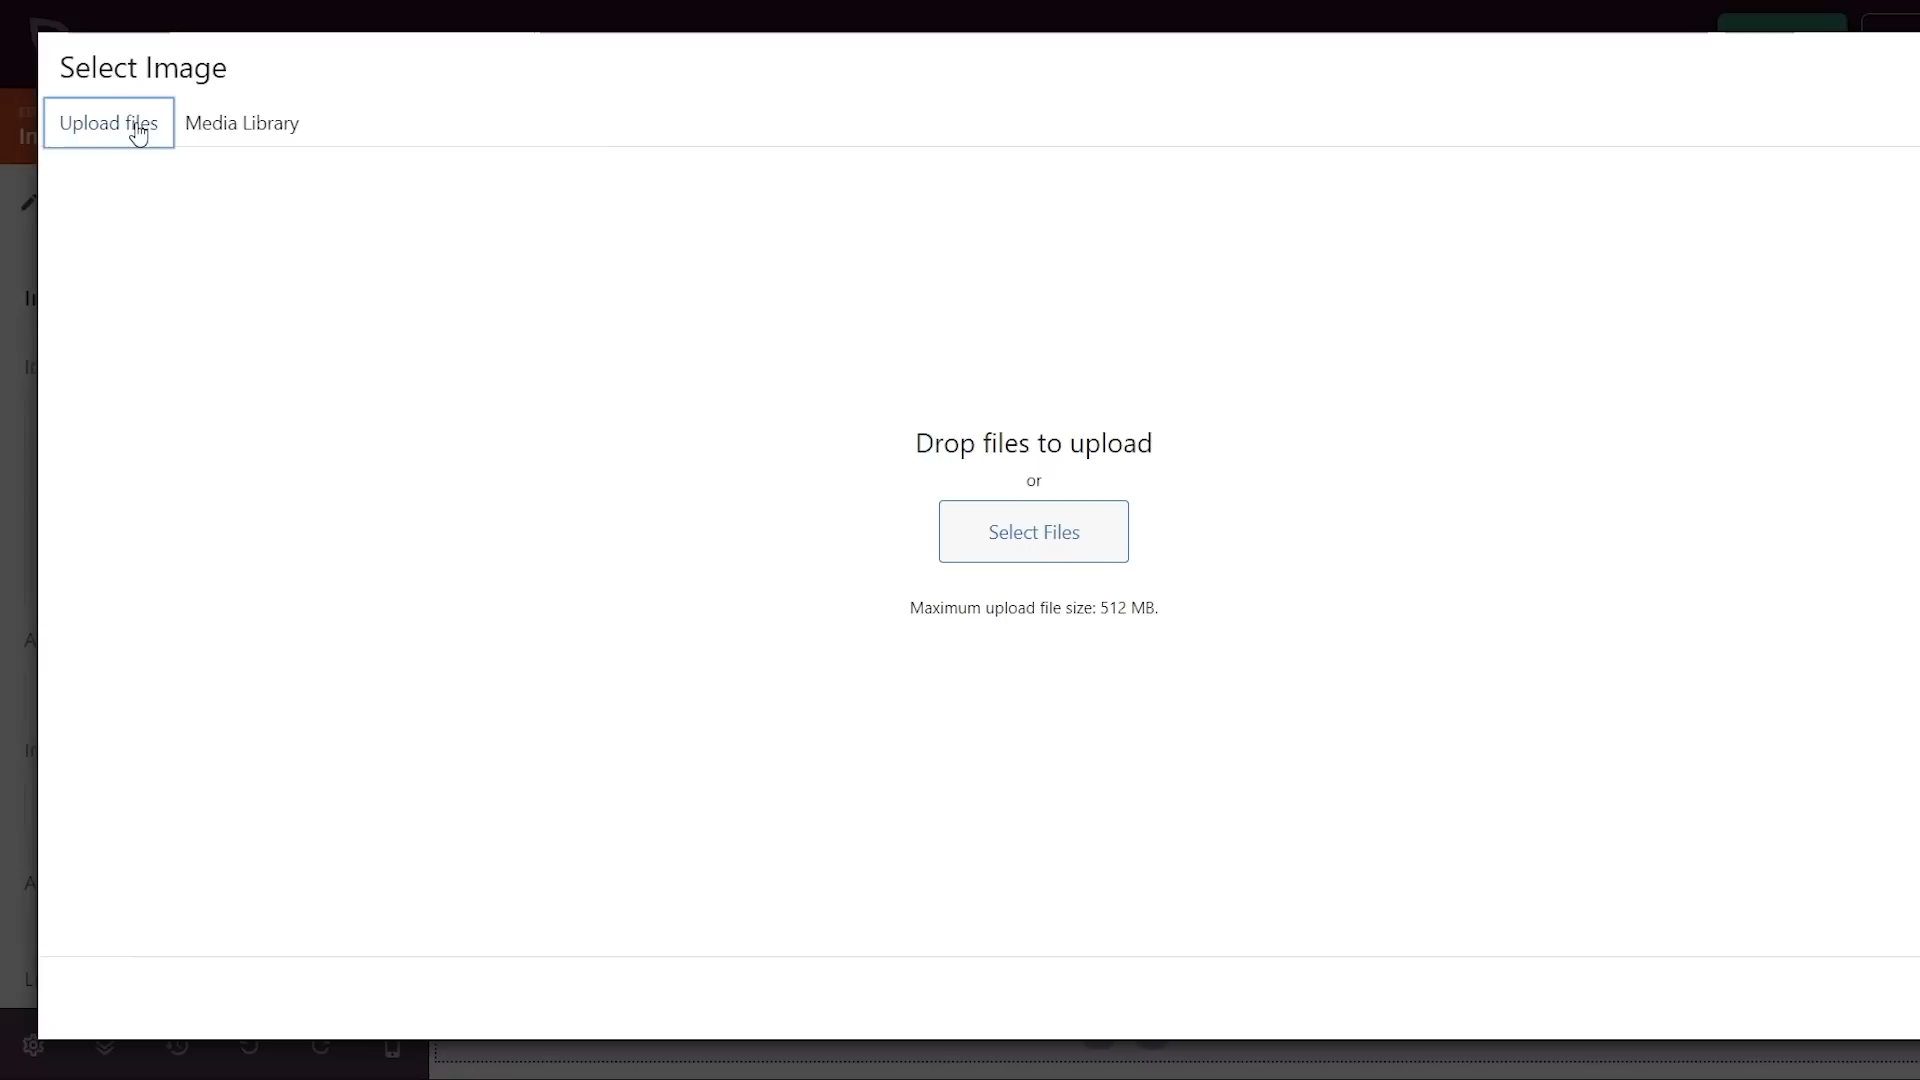 Select Image
Upload files
Media Library
Drop files to upload
or
Select Files
Maximum upload file size: 512 MB.